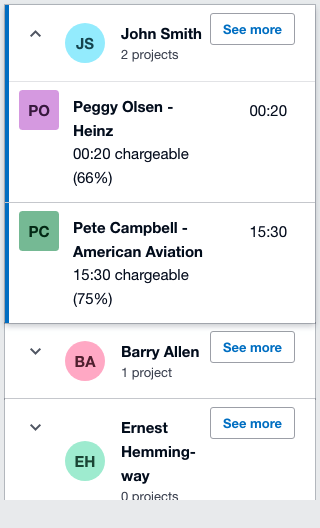 JS
John Smith
See more
2 projects
PO
Peggy Olsen -
Heinz
00:20
00:20 chargeable
(66%)
PC
Pete Campbell -
American Aviation
15:30
15:30 chargeable
(75%)
BA
Barry Allen
See more
1 project
EH
Ernest
Hemming-
way
See more
0 projects